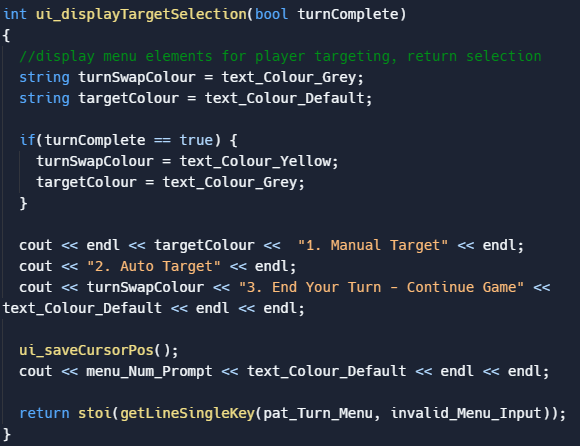 int ui_displayTargetSelection(bool turnComplete)
{
  //display menu elements for player targeting, return selection
  string turnSwapColour = text_Colour_Grey;
  string targetColour = text_Colour_Default;

  if(turnComplete == true) {
    turnSwapColour = text_Colour_Yellow;
    targetColour = text_Colour_Grey;
  }

  cout << endl << targetColour <<  "1. Manual Target" << endl;
  cout << "2. Auto Target" << endl;
  cout << turnSwapColour << "3. End Your Turn - Continue Game" <<
text_Colour_Default << endl << endl;

  ui_saveCursorPos();
  cout << menu_Num_Prompt << text_Colour_Default << endl << endl;

  return stoi(getLineSingleKey(pat_Turn_Menu, invalid_Menu_Input));
}